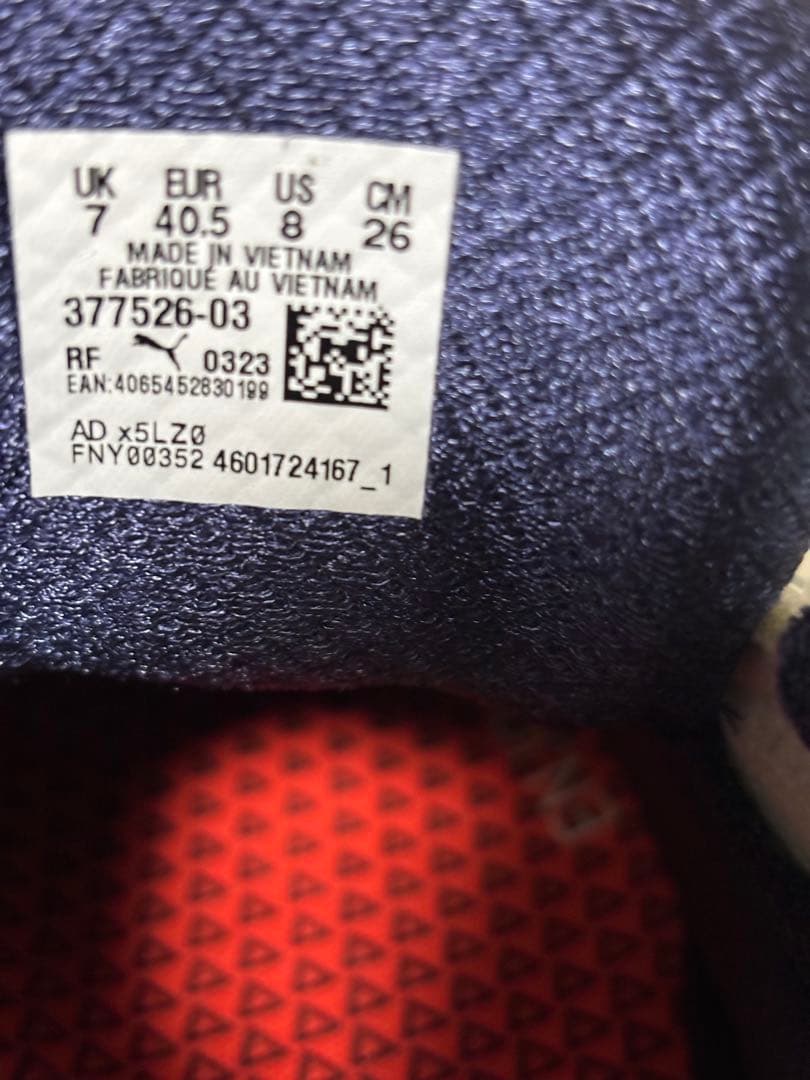 UK EUR US CM
7 40.5 8 26
MADE IN VIETNAM
FABRIQUÉ AU VIETNAM
377526-03
RF 0323
EAN:4065452830199
AD x5LZ0
FNY00352 4601724167_1